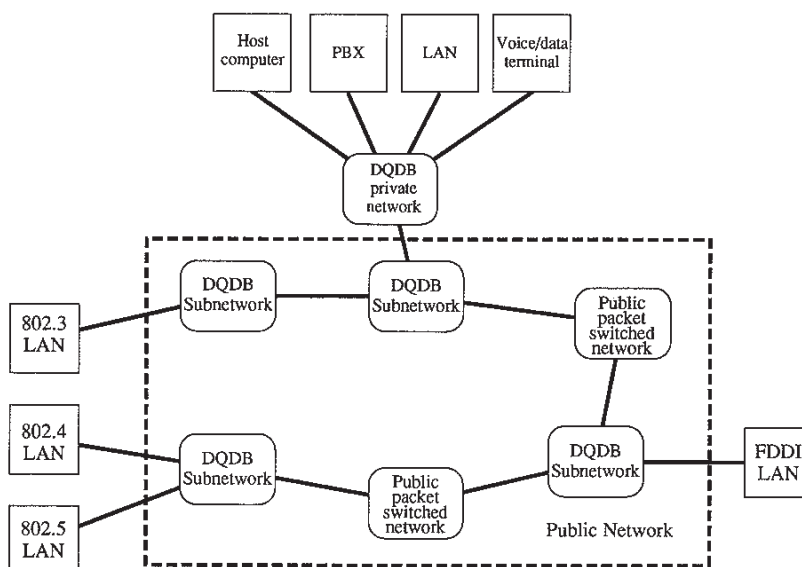 Host
computer
PBX
LAN
Voice/data
terminal
DQDB
private
network
DQDB
Subnetwork
DQDB
Subnetwork
Public
packet
switched
network
802.3
LAN
802.4
LAN
802.5
LAN
DQDB
Subnetwork
Public
packet
switched
network
DQDB
Subnetwork
FDDI
LAN
Public Network